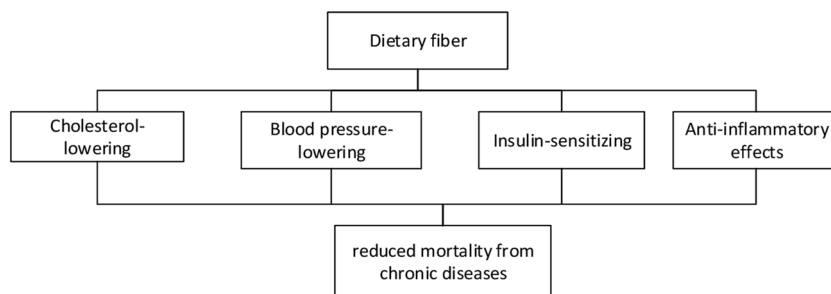 Dietary fiber
Cholesterol-
lowering
Blood pressure-
lowering
Insulin-sensitizing
Anti-inflammatory
effects
reduced mortality from
chronic diseases